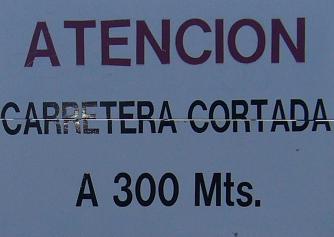 ATENCION
CARRETERA CORTADA
A 300 Mts.